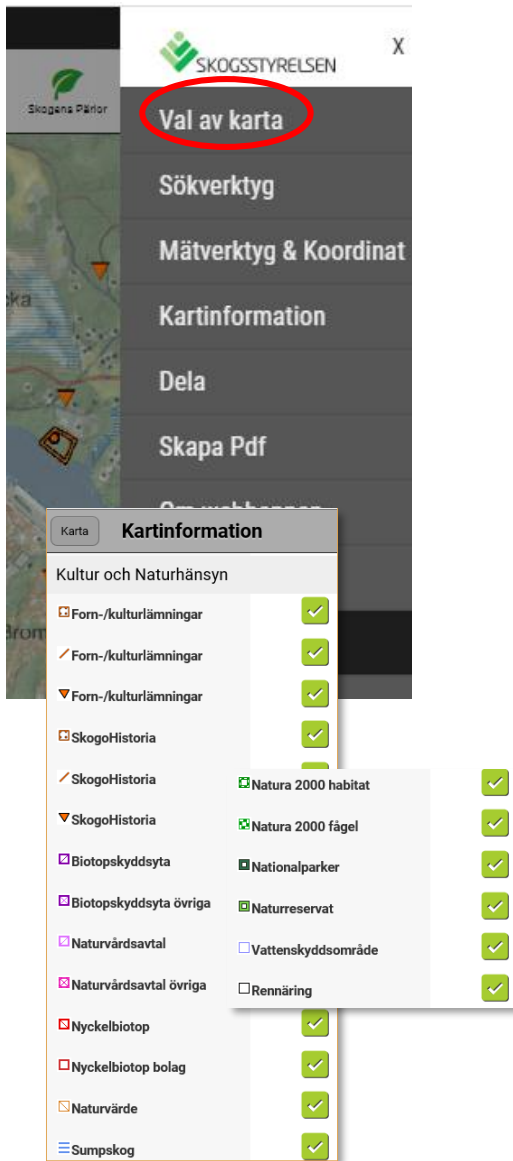 SKOGSSTYRELSEN
X
Skogens Pärlor
Val av karta
Sökverktyg
Mätverktyg & Koordinat
Kartinformation
Dela
Skapa Pdf
Karta
Kartinformation
Kultur och Naturhänsyn
Forn-/kulturlämningar
Forn-/kulturlämningar
Forn-/kulturlämningar
SkogoHistoria
SkogoHistoria
SkogoHistoria
Biotopskyddsyta
Biotopskyddsyta övriga
Naturvårdsavtal
Naturvårdsavtal övriga
Nyckelbiotop
Nyckelbiotop bolag
Naturvärde
Sumpskog
Natura 2000 habitat
Natura 2000 fågel
Nationalparker
Naturreservat
Vattenskyddsområde
Rennäring